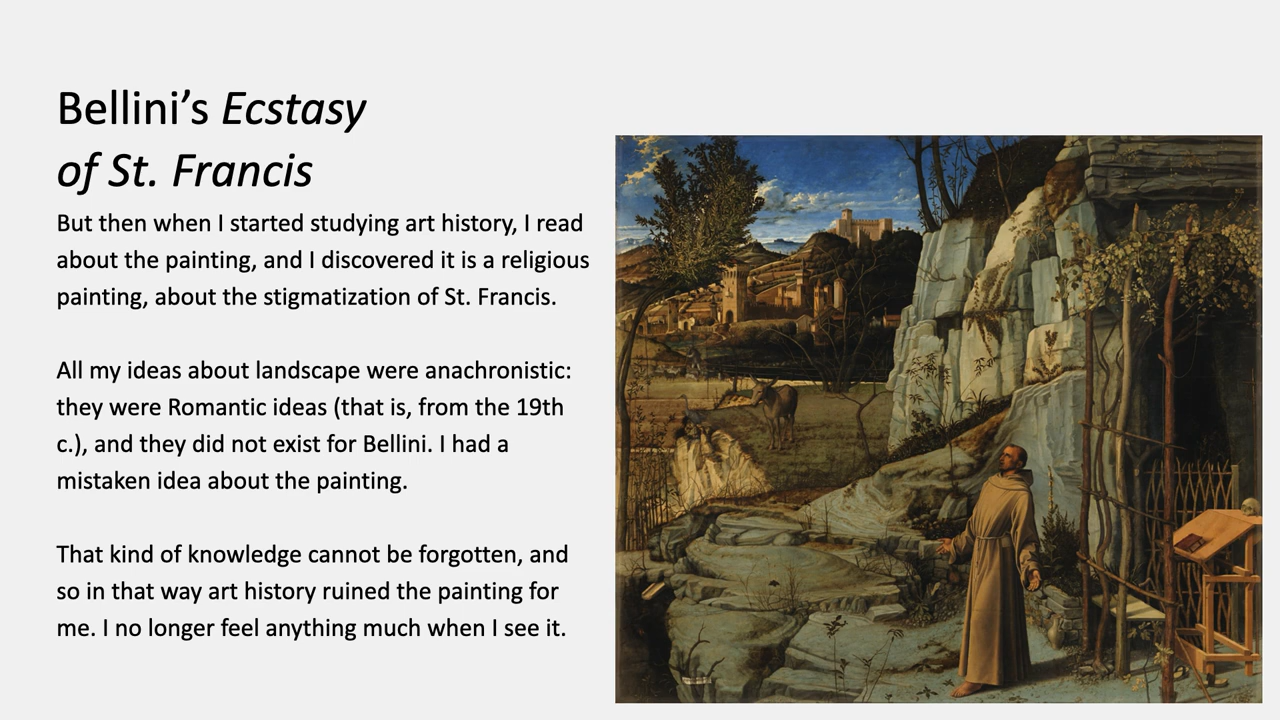 Bellini’s Ecstasy
of St. Francis
But then when I started studying art history, I read
about the painting, and I discovered it is a religious
painting, about the stigmatization of St. Francis.
All my ideas about landscape were anachronistic:
they were Romantic ideas (that is, from the 19th
c.), and they did not exist for Bellini. I had a
mistaken idea about the painting.
That kind of knowledge cannot be forgotten, and
so in that way art history ruined the painting for
me. I no longer feel anything much when I see it.